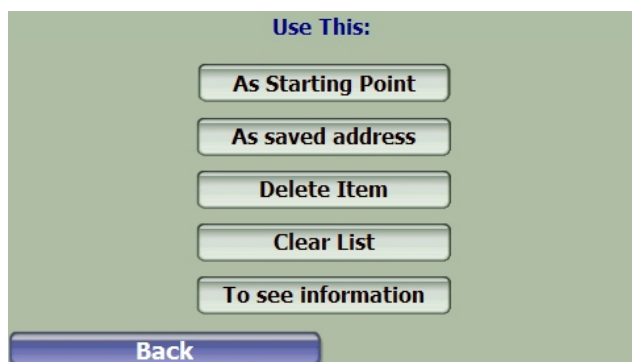 Use This:
As Starting Point
As saved address
Delete Item
Clear List
To see information
Back